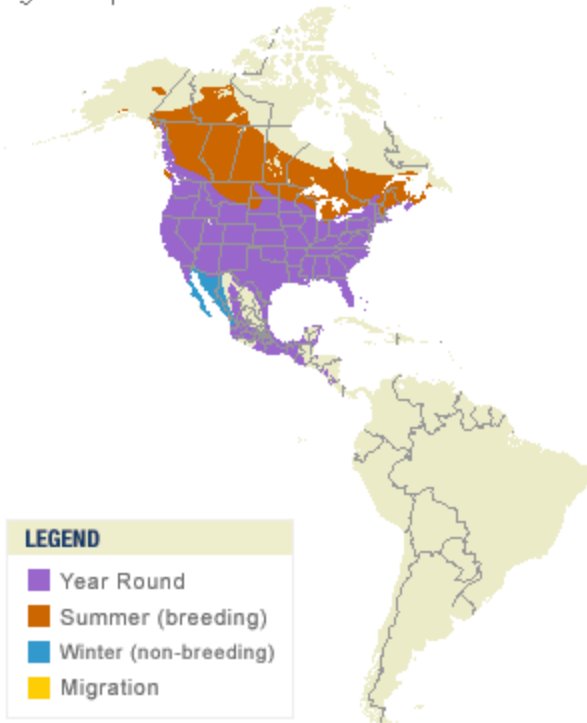 LEGEND
Year Round
Summer (breeding)
Winter (non-breeding)
Migration